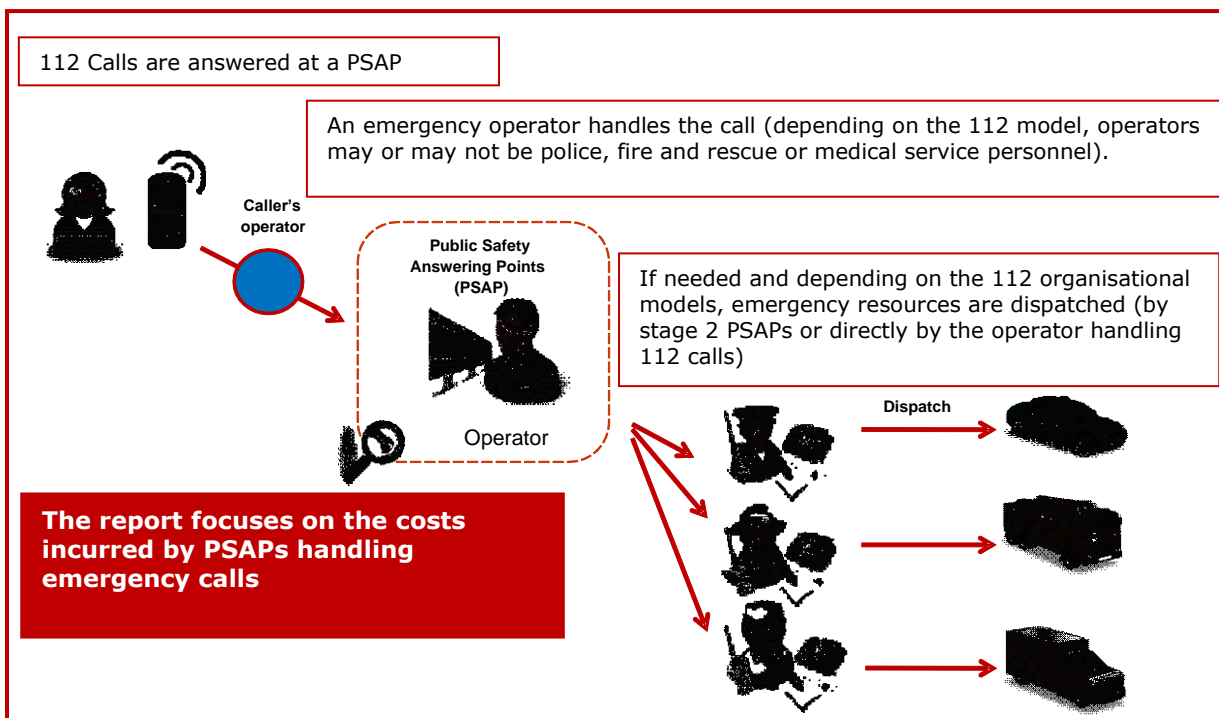 112 Calls are answered at a PSAP
An emergency operator handles the call (depending on the 112 model, operators
may or may not be police, fire and rescue or medical service personnel).
Caller's
operator
Public Safety
Answering Points
(PSAP)
Operator
If needed and depending on the 112 organisational
models, emergency resources are dispatched (by
stage 2 PSAPs or directly by the operator handling
112 calls)
Dispatch
The report focuses on the costs
incurred by PSAPs handling
emergency calls